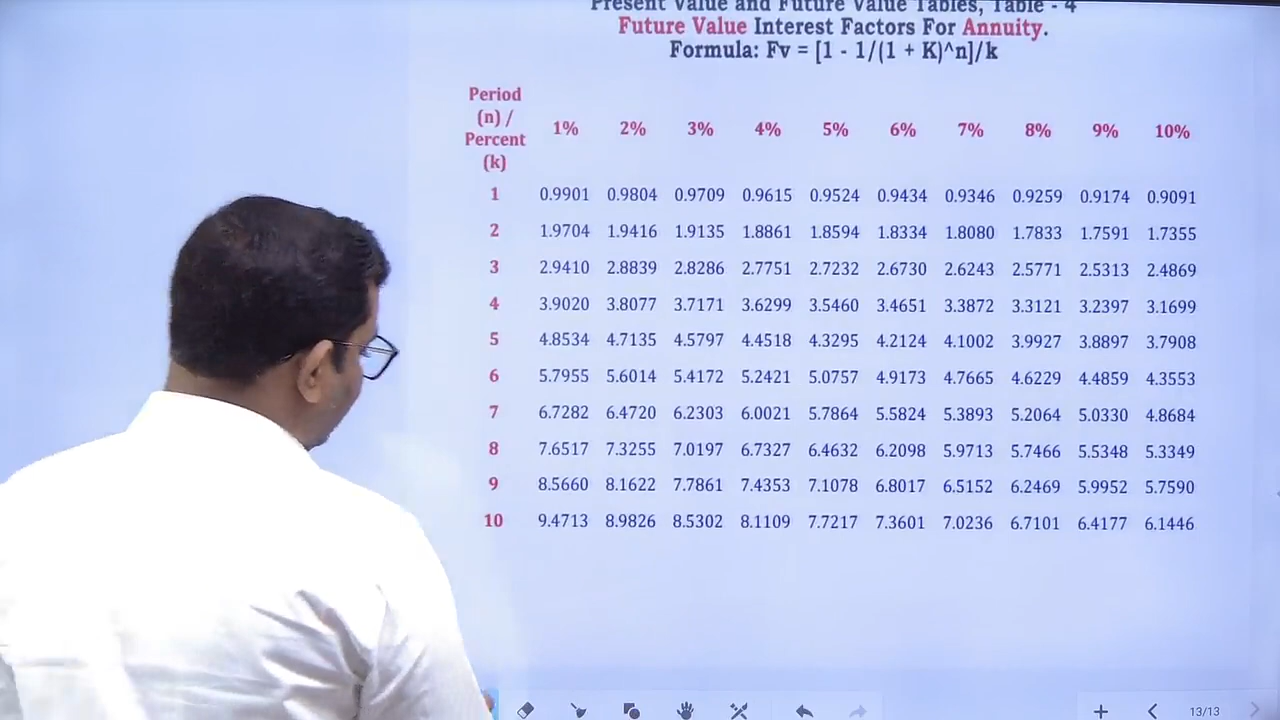 Present Value and Future Value Tables, Table - 4
Future Value Interest Factors For Annuity.
Formula: Fv = [1 - 1/(1 + K)^n]/k
Period (n) / Percent (k) 1% 2% 3% 4% 5% 6% 7% 8% 9% 10%
1 0.9901 0.9804 0.9709 0.9615 0.9524 0.9434 0.9346 0.9259 0.9174 0.9091
2 1.9704 1.9416 1.9135 1.8861 1.8594 1.8334 1.8080 1.7833 1.7591 1.7355
3 2.9410 2.8839 2.8286 2.7751 2.7232 2.6730 2.6243 2.5771 2.5313 2.4869
4 3.9020 3.8077 3.7171 3.6299 3.5460 3.4651 3.3872 3.3121 3.2397 3.1699
5 4.8534 4.7135 4.5797 4.4518 4.3295 4.2124 4.1002 3.9927 3.8897 3.7908
6 5.7955 5.6014 5.4172 5.2421 5.0757 4.9173 4.7665 4.6229 4.4859 4.3553
7 6.7282 6.4720 6.2303 6.0021 5.7864 5.5824 5.3893 5.2064 5.0330 4.8684
8 7.6517 7.3255 7.0197 6.7327 6.4632 6.2098 5.9713 5.7466 5.5348 5.3349
9 8.5660 8.1622 7.7861 7.4353 7.1078 6.8017 6.5152 6.2469 5.9952 5.7590
10 9.4713 8.9826 8.5302 8.1109 7.7217 7.3601 7.0236 6.7101 6.4177 6.1446
13/13